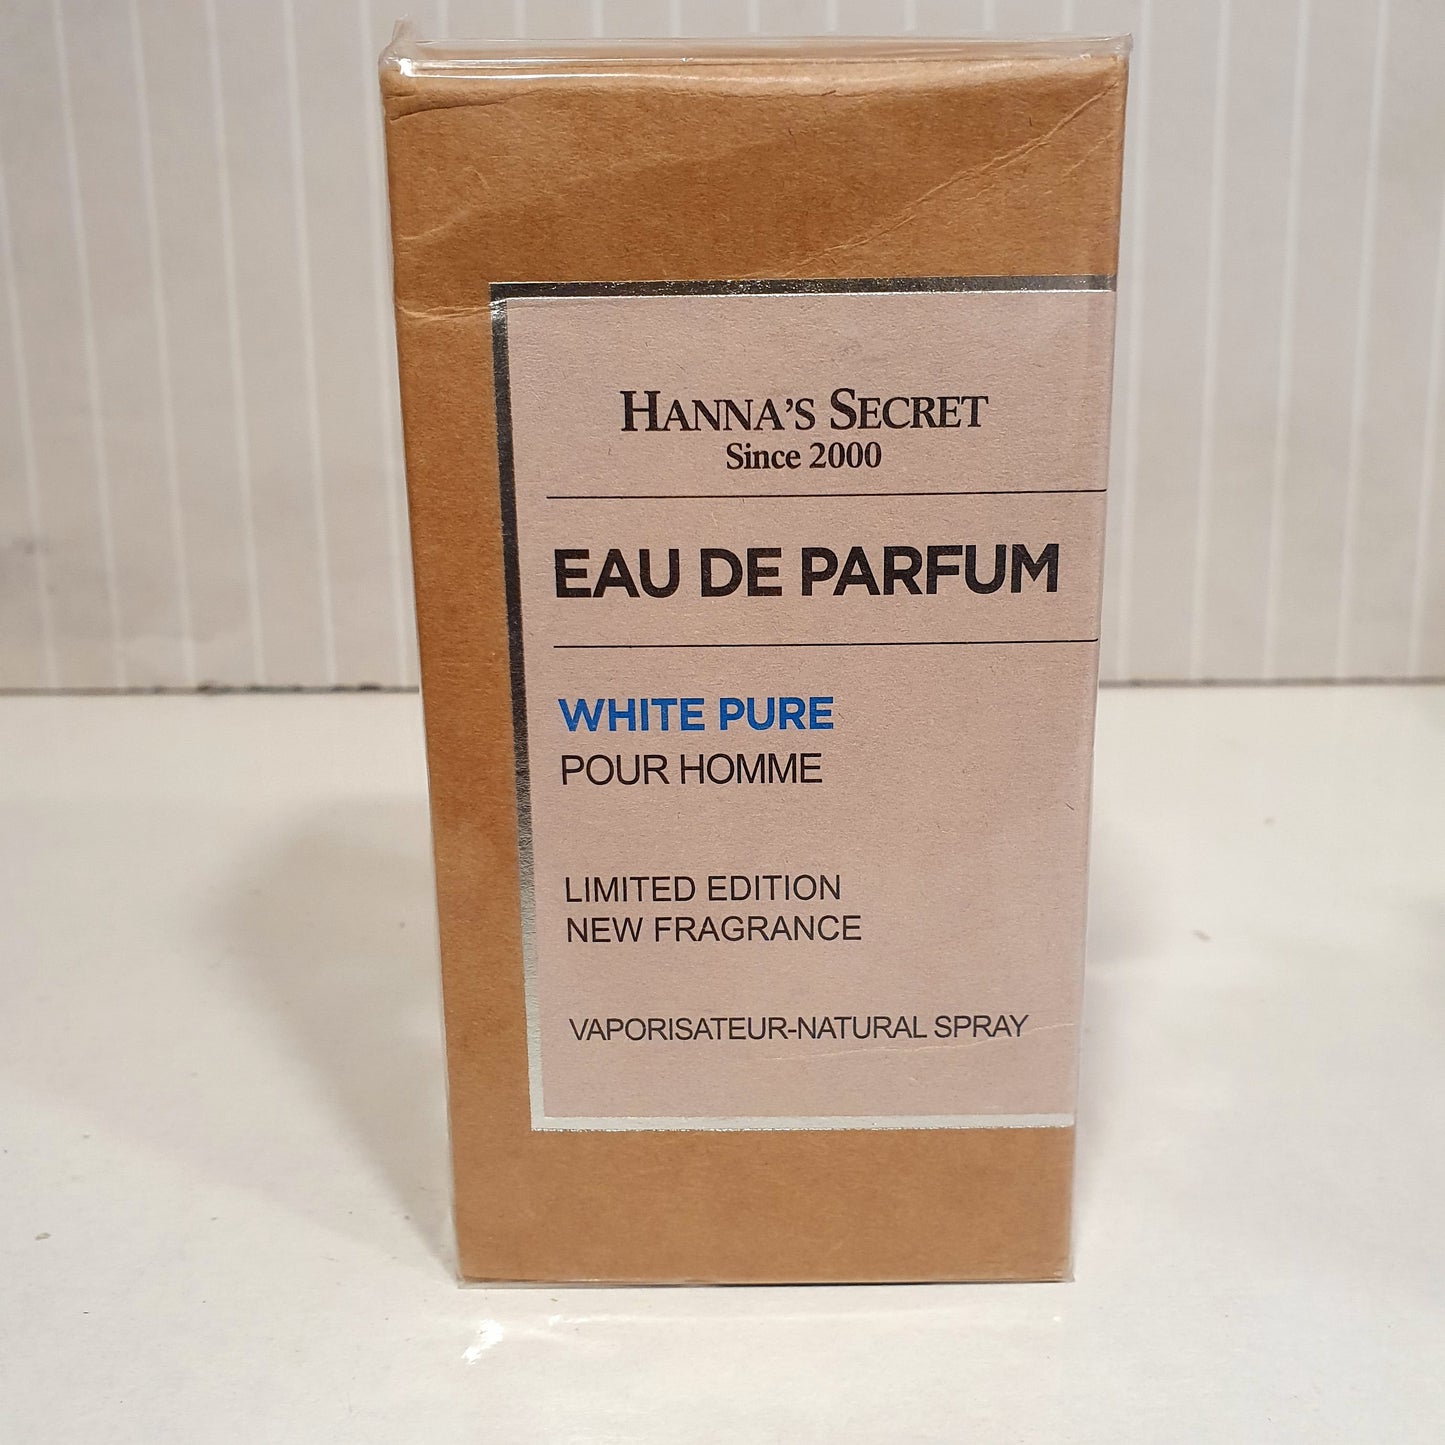 HANNA'S SECRET
Since 2000
EAU DE PARFUM
WHITE PURE
POUR HOMME
LIMITED EDITION
NEW FRAGRANCE
VAPORISATEUR-NATURAL SPRAY